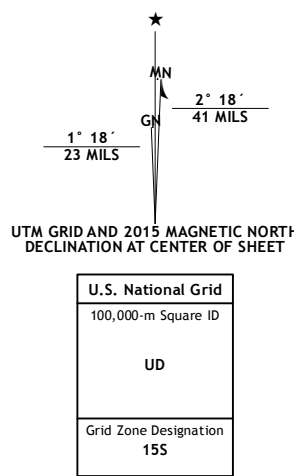 ★
MN
GN
2° 18´
41 MILS
1° 18´
23 MILS
UTM GRID AND 2015 MAGNETIC NORTH
DECLINATION AT CENTER OF SHEET
U.S. National Grid
100,000-m Square ID
UD
Grid Zone Designation
15S